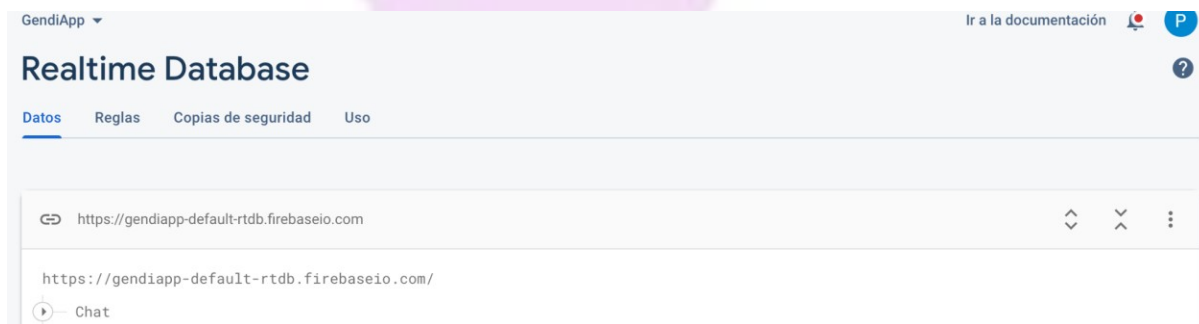 GendiApp Ir a la documentación P
Realtime Database
Datos Reglas Copias de seguridad Uso
https://gendiapp-default-rtdb.firebaseio.com
https://gendiapp-default-rtdb.firebaseio.com/
Chat